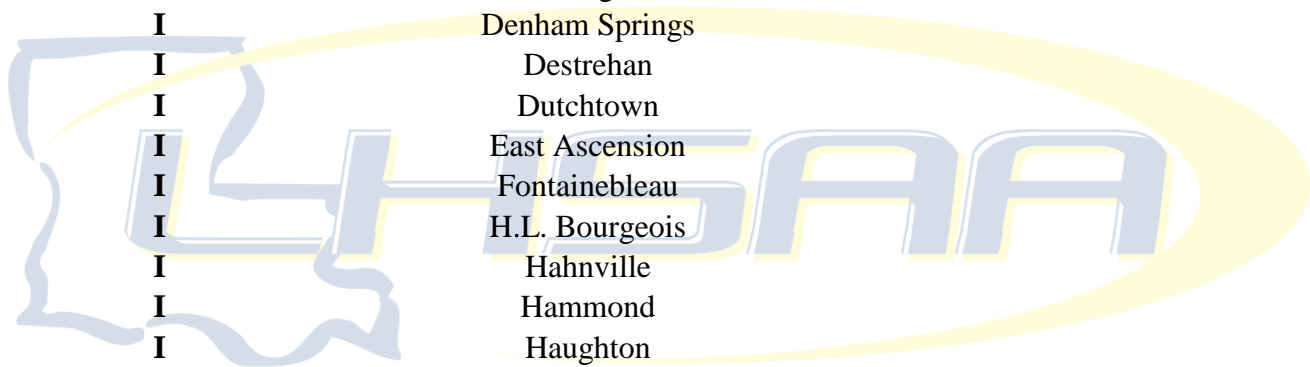 I Denham Springs
I Destrehan
I Dutchtown
I East Ascension
I Fontainebleau
I H.L. Bourgeois
I Hahnville
I Hammond
I Haughton
LHSAA